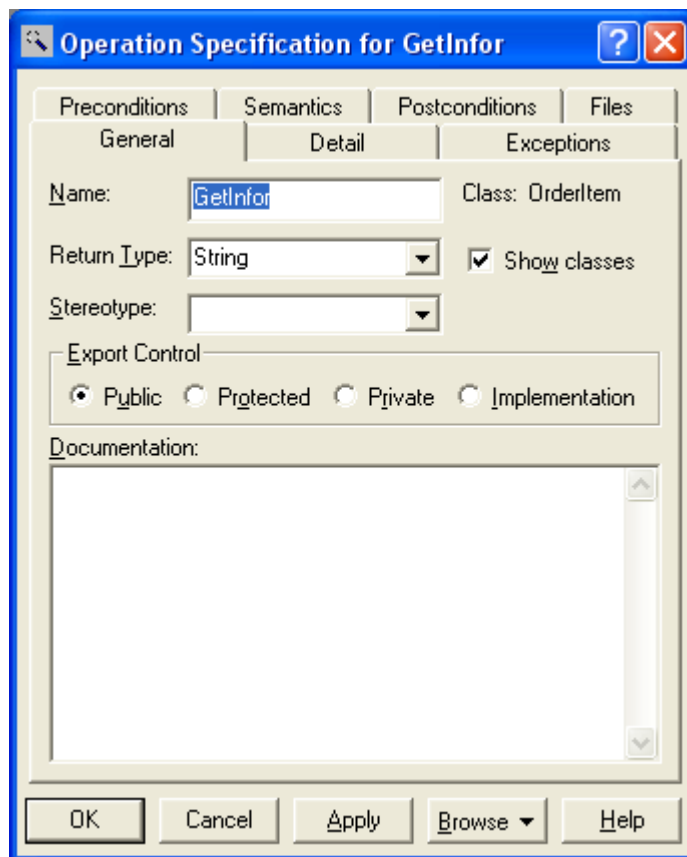 Operation Specification for GetInfor
Preconditions Semantics Postconditions Files
General Detail Exceptions
Name: GetInfor Class: OrderItem
Return Type: String Show classes
Stereotype:
Export Control
Public Protected Private Implementation
Documentation:
OK Cancel Apply Browse Help